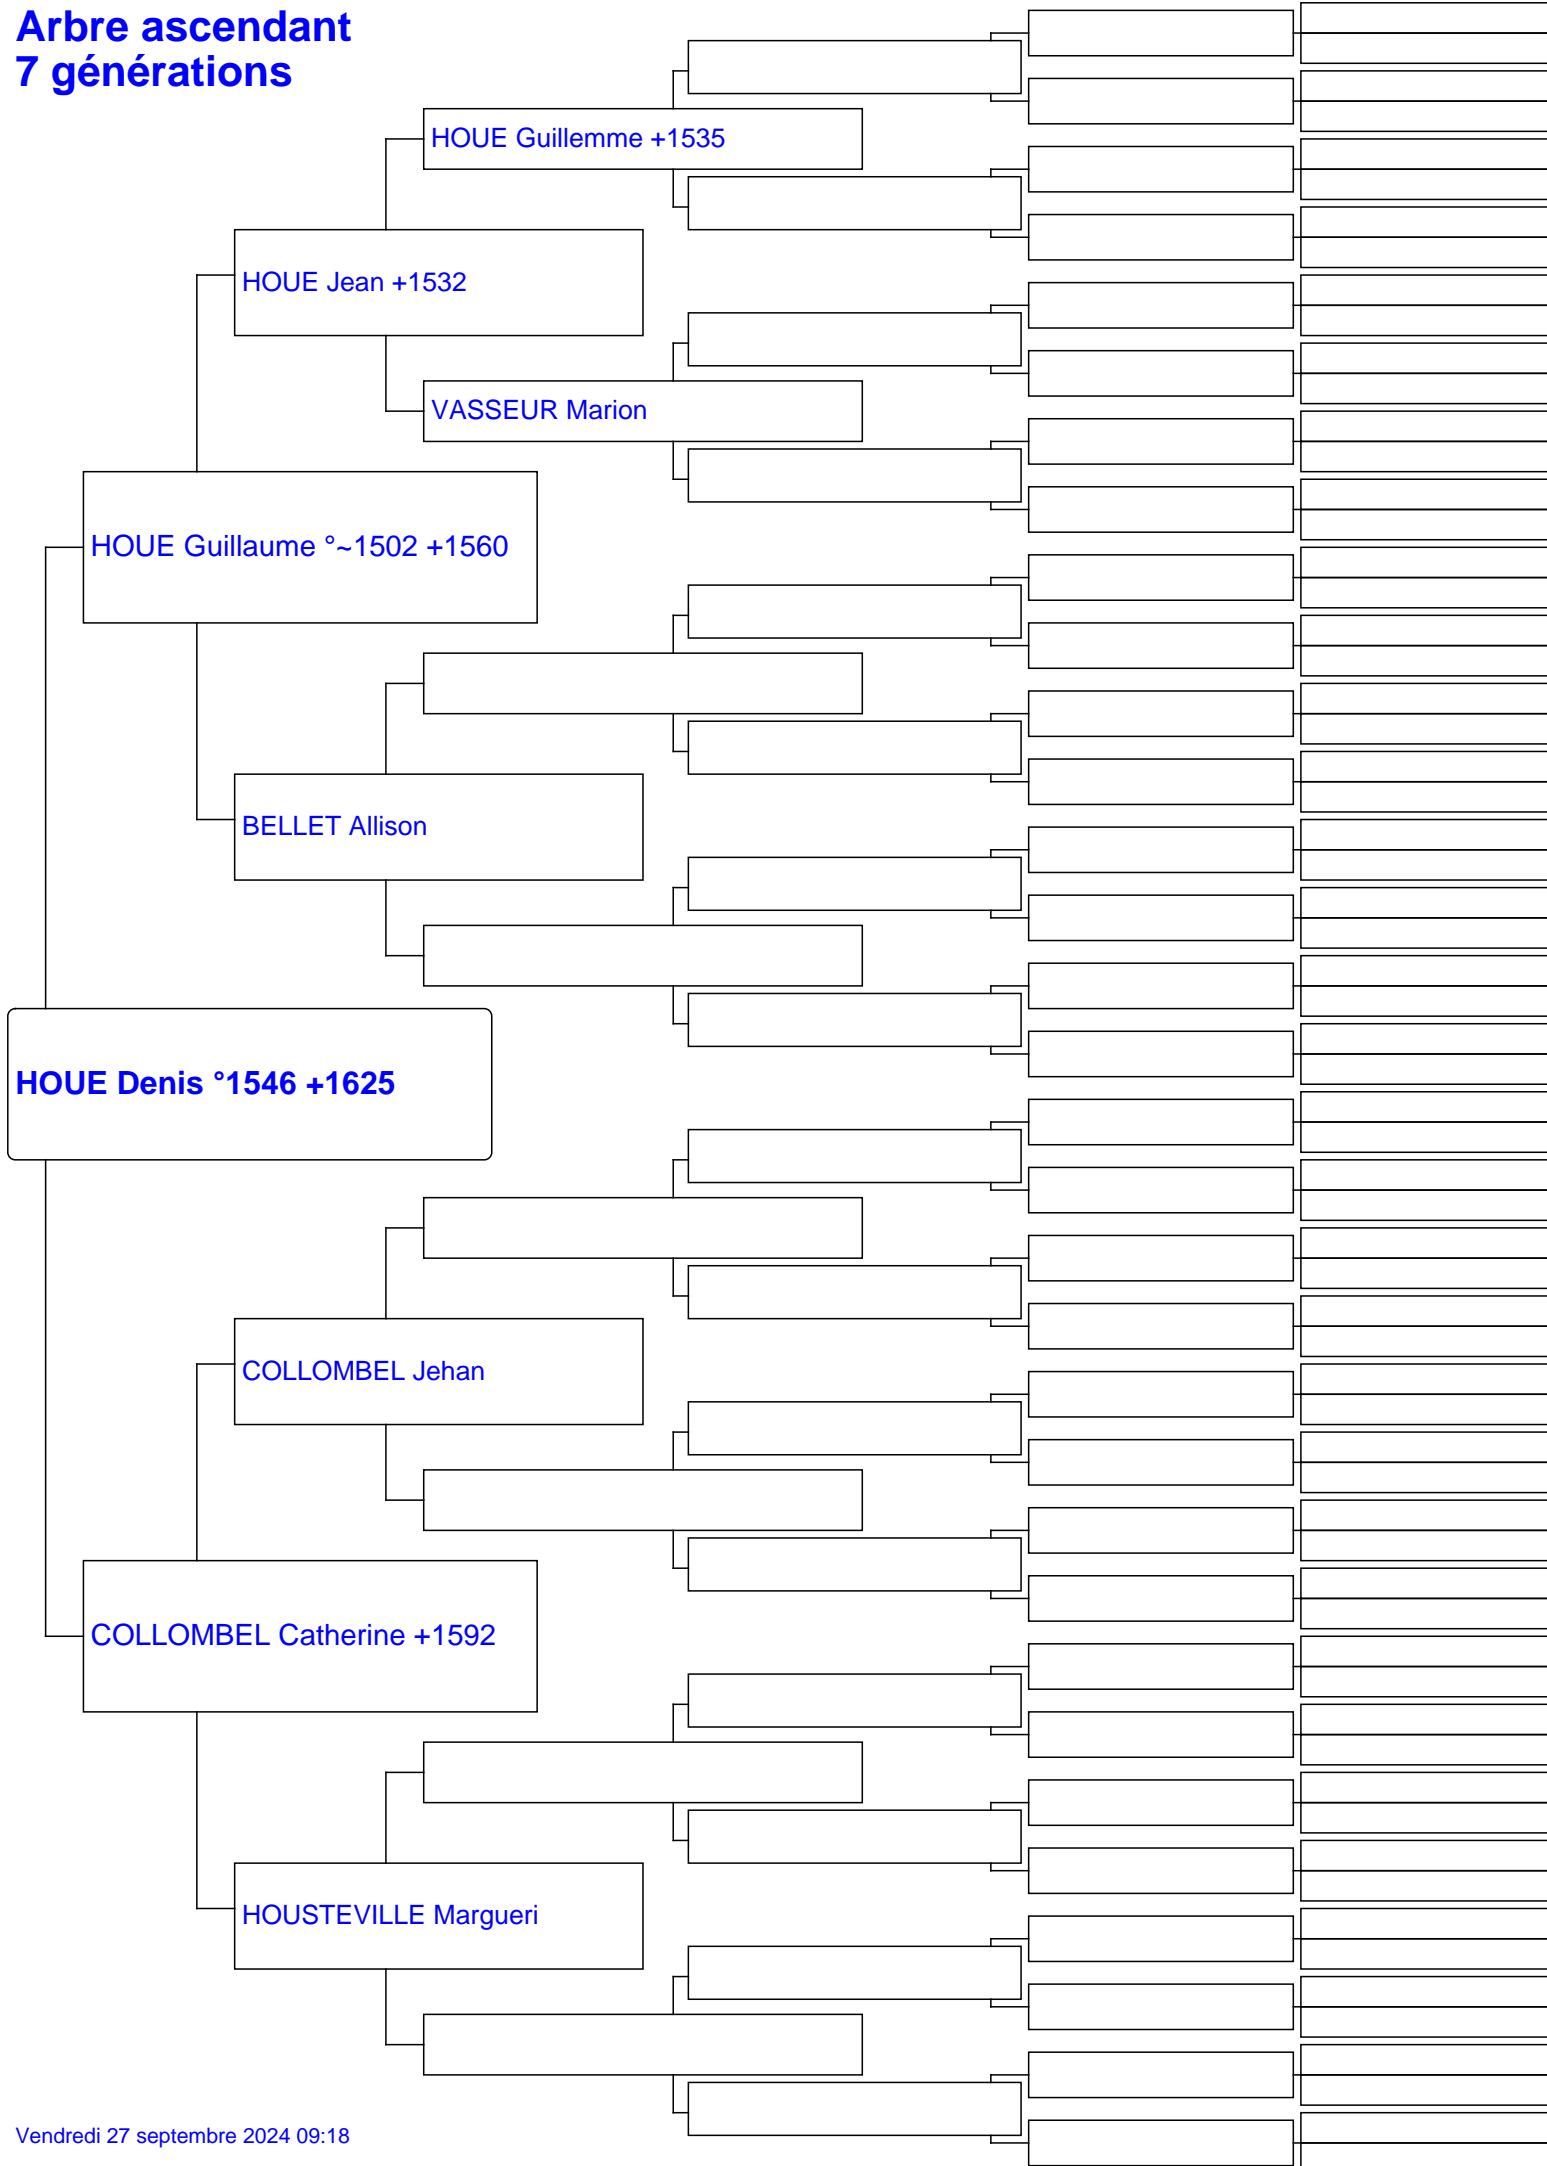 Arbre ascendant
7 générations
HOUE Guillemme +1535
HOUE Jean +1532
VASSEUR Marion
HOUE Guillaume °~1502 +1560
BELLET Allison
HOUE Denis °1546 +1625
COLLOMBEL Jehan
COLLOMBEL Catherine +1592
HOUSTEVILLE Margueri
Vendredi 27 septembre 2024 09:18